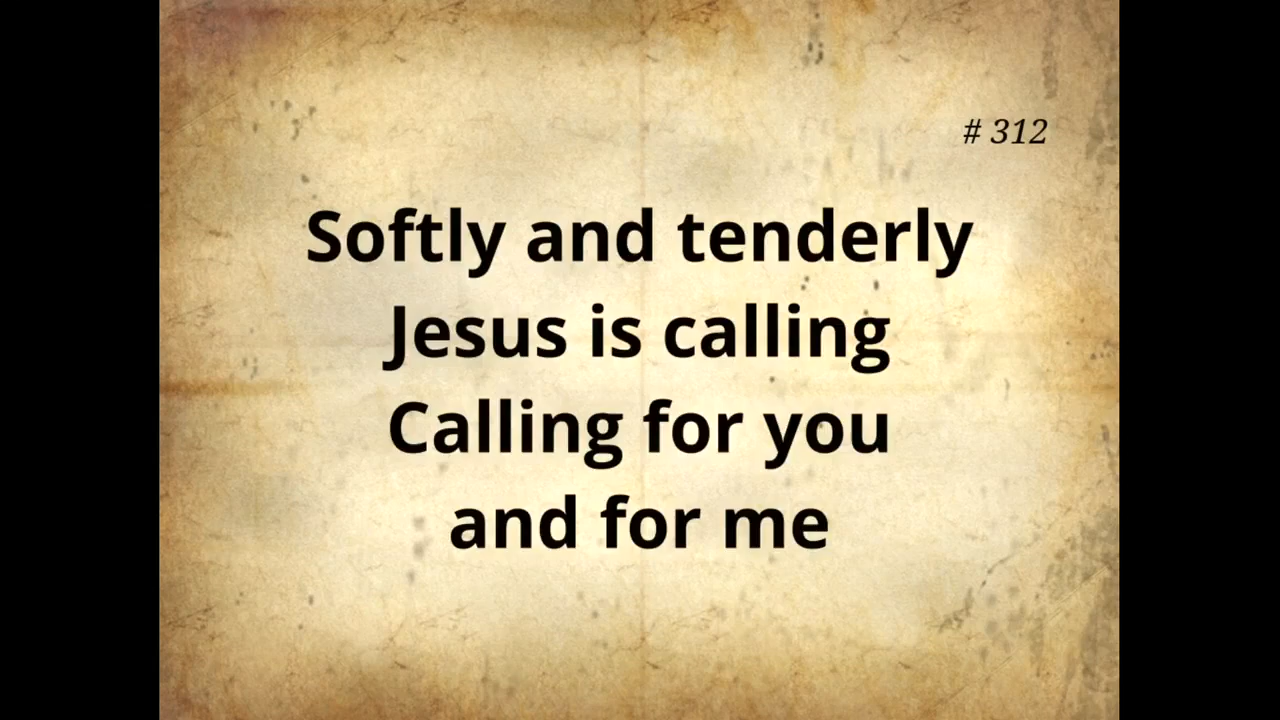 # 312
Softly and tenderly
Jesus is calling
Calling for you
and for me